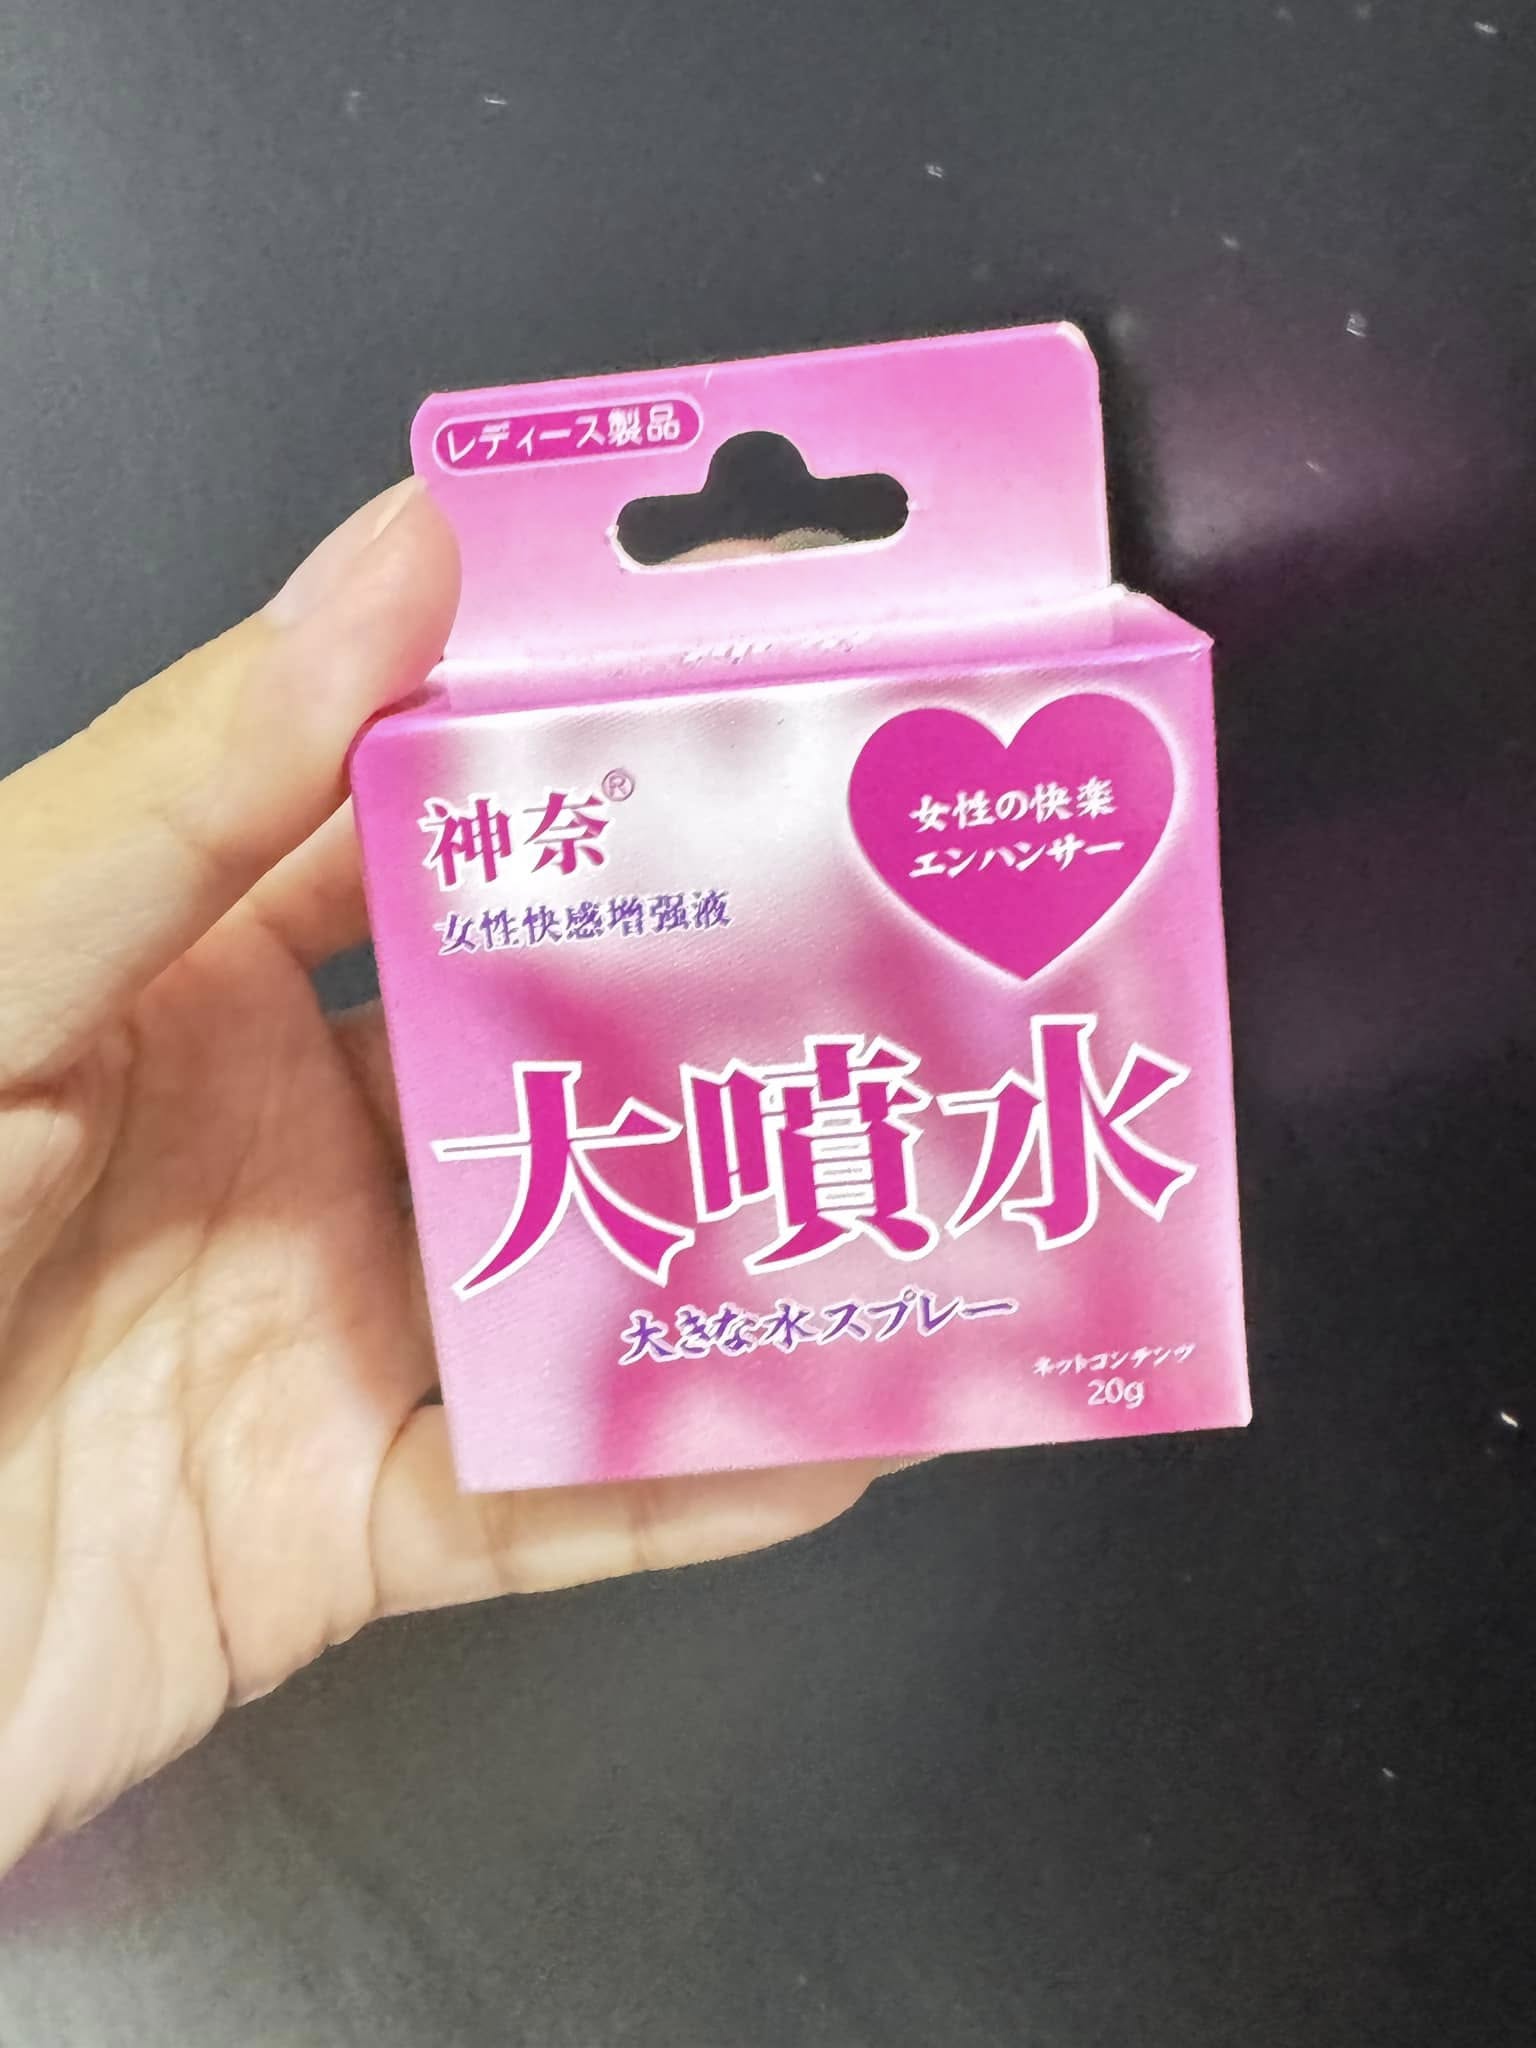 レディース製品
神奈®
女性快感增强液
女性の快楽
エンハンサー
大噴水
大きな水スプレー
ネットコンテンツ
20g